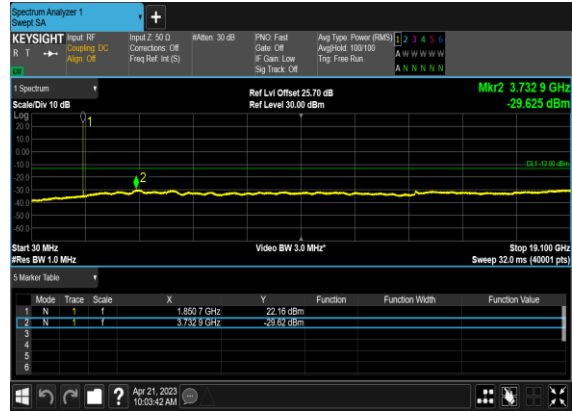 Spectrum Analyzer 1
Swept SA
+
KEYSIGHT Input: RF Input Z: 50 Ω #Atten: 30 dB PNO: Fast Avg Type: Power (RMS) 1 2 3 4 5 6
R T Coupling: DC Corrections: Off Gate: Off Avg|Hold: 100/100 A W W W W W
Align: Off Freq Ref: Int (S) IF Gain: Low Trig: Free Run
Sig Track: Off A N N N N N
1 Spectrum Ref Lvl Offset 25.70 dB Mkr2 3.732 9 GHz
Scale/Div 10 dB Ref Level 30.00 dBm -29.625 dBm
Log
20.0
10.0
0.00
-10.0
-20.0
-30.0
-40.0
-50.0
-60.0
1
2
DL1 -13.00 dBm
Start 30 MHz Video BW 3.0 MHz* Stop 19.100 GHz
#Res BW 1.0 MHz Sweep 32.0 ms (40001 pts)
5 Marker Table
Mode Trace Scale X Y Function Function Width Function Value
1 N 1 f 1.850 7 GHz 22.16 dBm
2 N 1 f 3.732 9 GHz -29.62 dBm
3
4
5
6
? Apr 21, 2023
10:03:42 AM